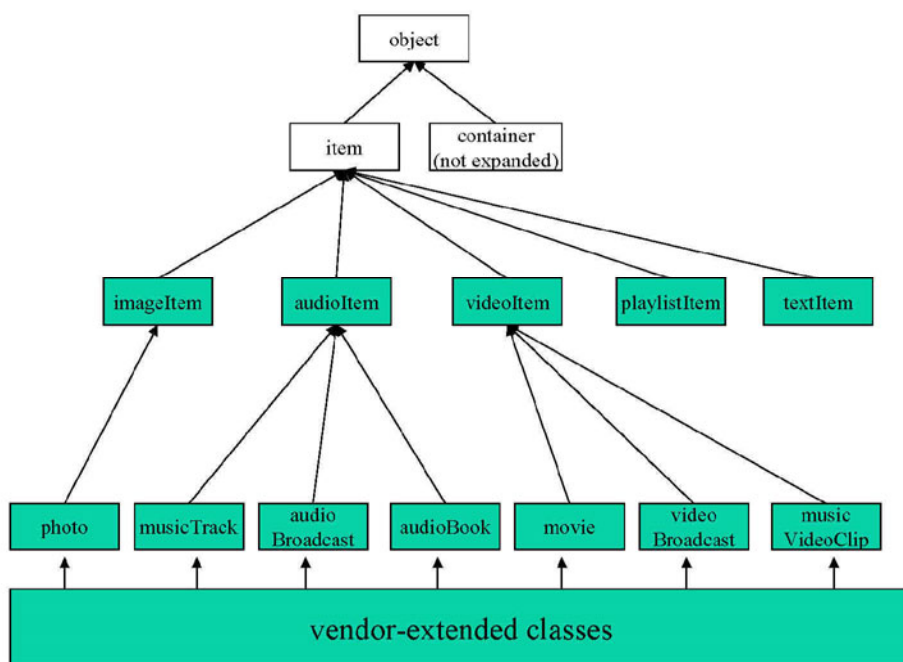 object
item
container
(not expanded)
imageItem
audioItem
videoItem
playlistItem
textItem
photo
musicTrack
audio
Broadcast
audioBook
movie
video
Broadcast
music
VideoClip
vendor-extended classes